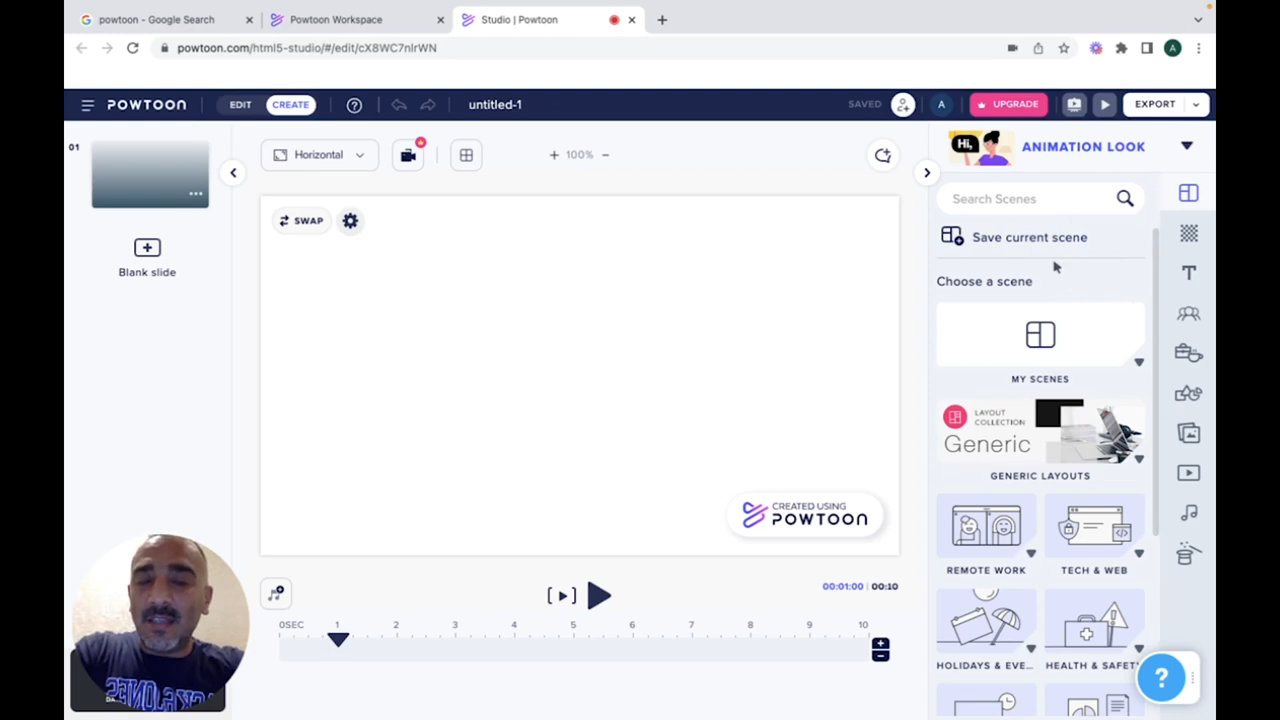 powtoon - Google Search
Powtoon Workspace
Studio | Powtoon
powtoon.com/html5-studio/#/edit/cX8WC7nlrWN
A
POWTOON
EDIT
CREATE
?
untitled-1
SAVED
A
UPGRADE
EXPORT
01
Blank slide
Horizontal
+ 100% −
Hi,
ANIMATION LOOK
Search Scenes
SWAP
Save current scene
Choose a scene
MY SCENES
LAYOUT
COLLECTION
Generic
GENERIC LAYOUTS
CREATED USING
POWTOON
REMOTE WORK
TECH & WEB
00:01:00 | 00:10
0SEC 1 2 3 4 5 6 7 8 9 10
HOLIDAYS & EVE...
HEALTH & SAFETY
?